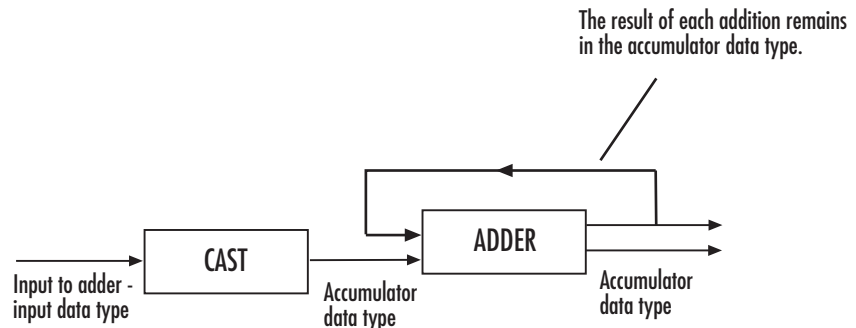 The result of each addition remains
in the accumulator data type.
CAST
ADDER
Input to adder -
input data type
Accumulator
data type
Accumulator
data type